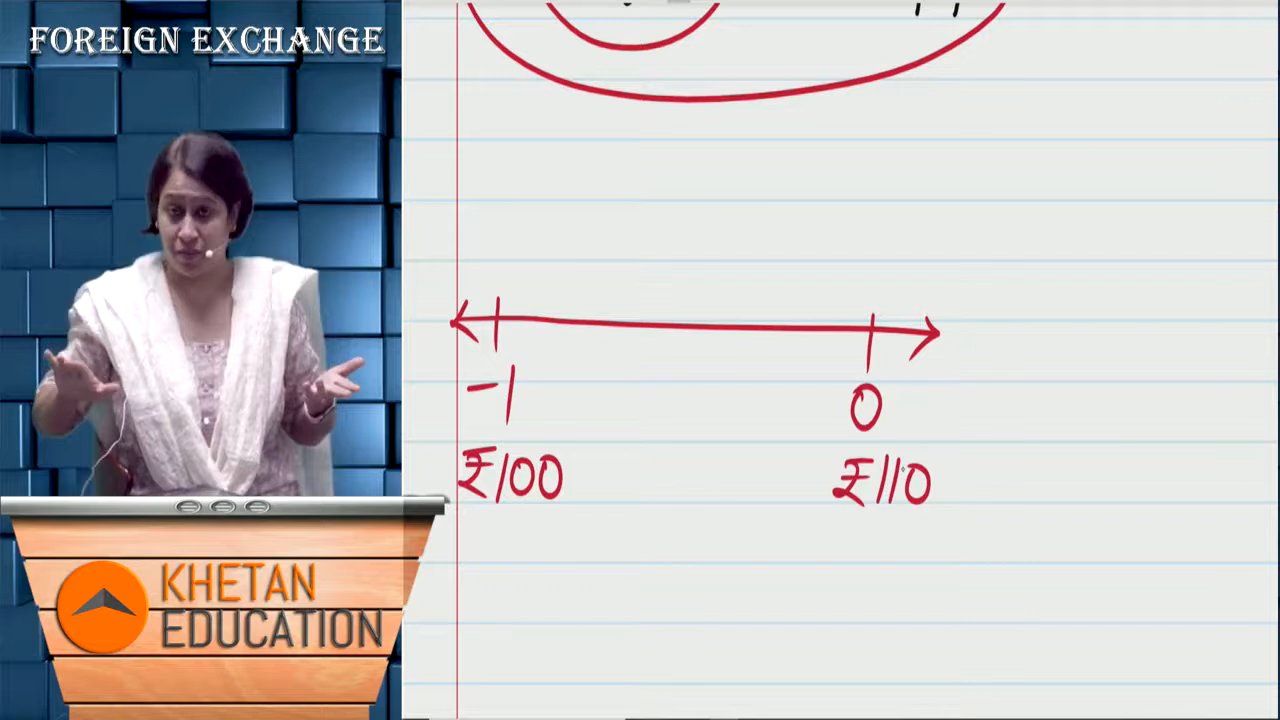 FOREIGN EXCHANGE
-1 0
₹100 ₹110
KHETAN
EDUCATION